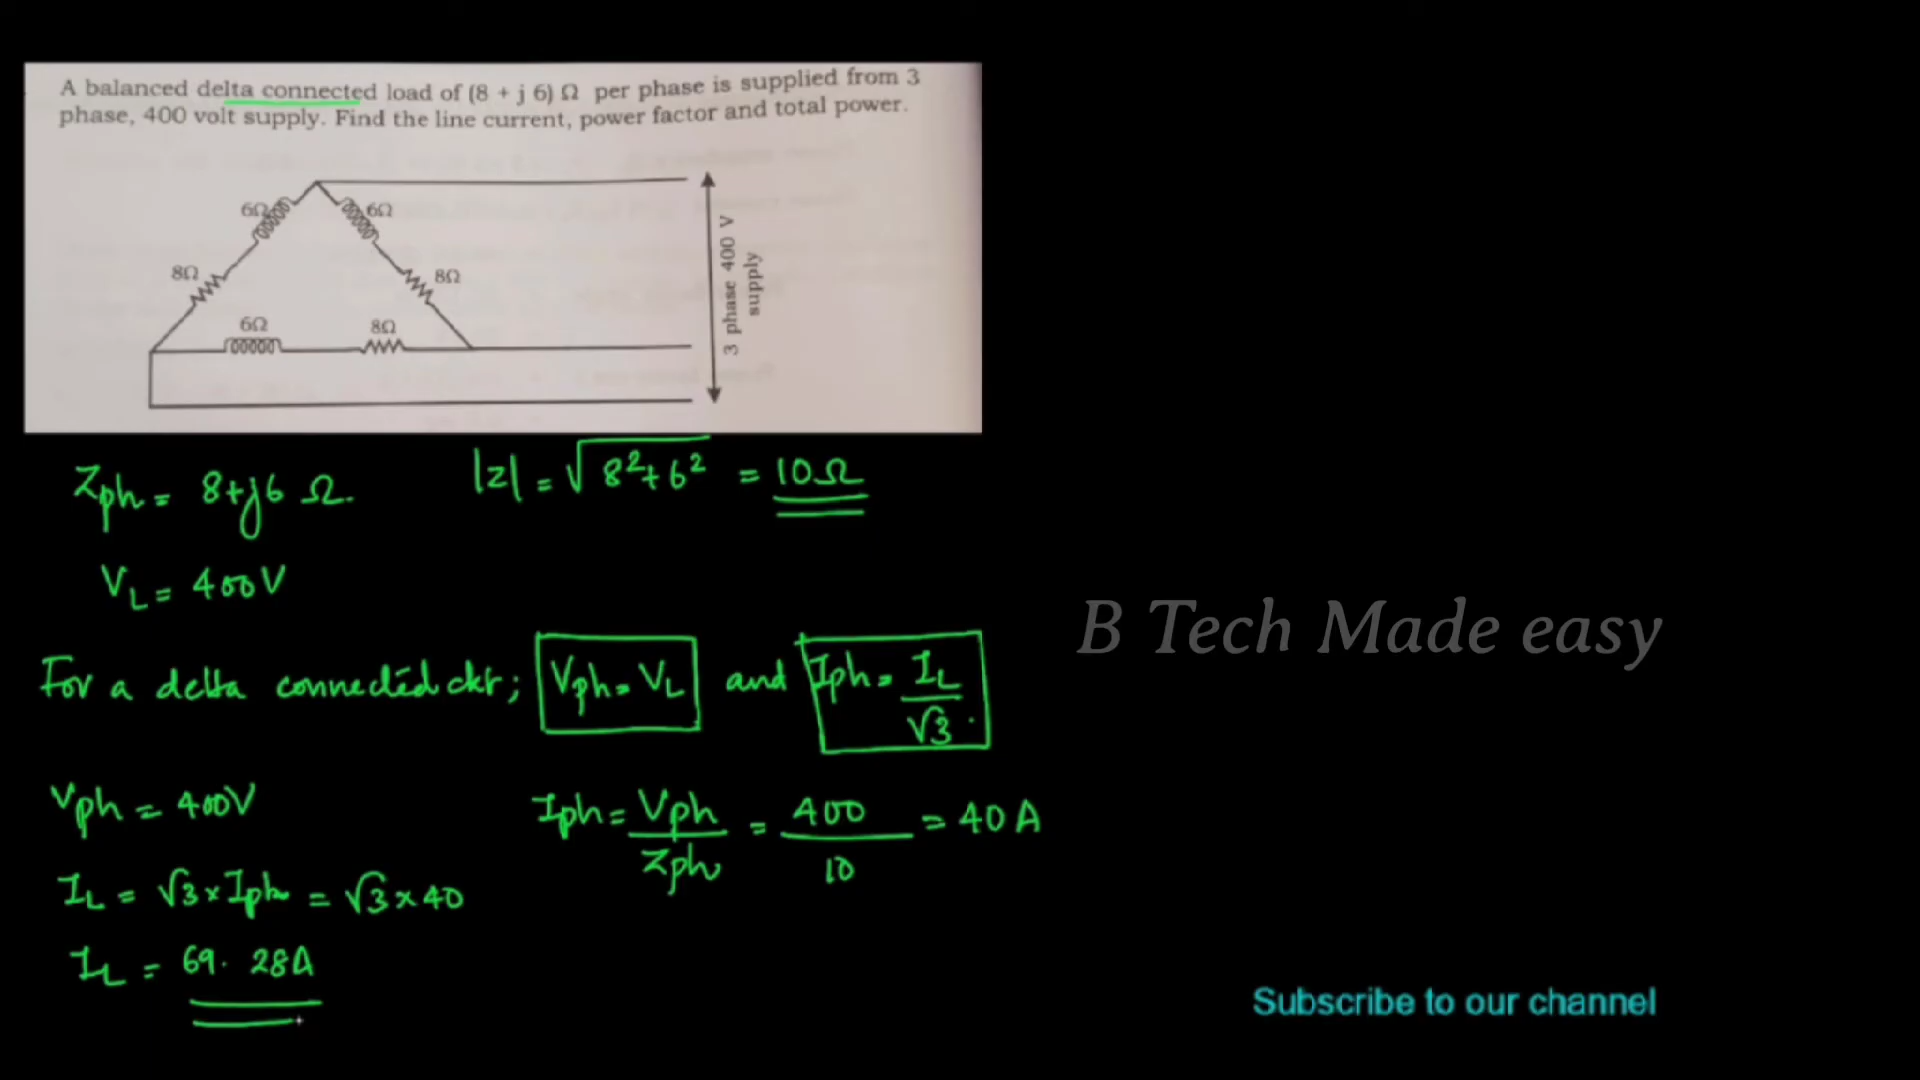 A balanced delta connected load of (8 + j 6) Ω per phase is supplied from 3
phase, 400 volt supply. Find the line current, power factor and total power.
6Ω 6Ω
8Ω 8Ω
6Ω 8Ω
3 phase 400 V
supply
Zph = 8+j6 Ω. |z| = √8²+6² = 10Ω
VL = 400V
For a delta connected ckt; Vph = VL and Iph = IL/√3.
Vph = 400V Iph = Vph/Zph = 400/10 = 40 A
IL = √3 × Iph = √3 × 40
IL = 69.28A
B Tech Made easy
Subscribe to our channel